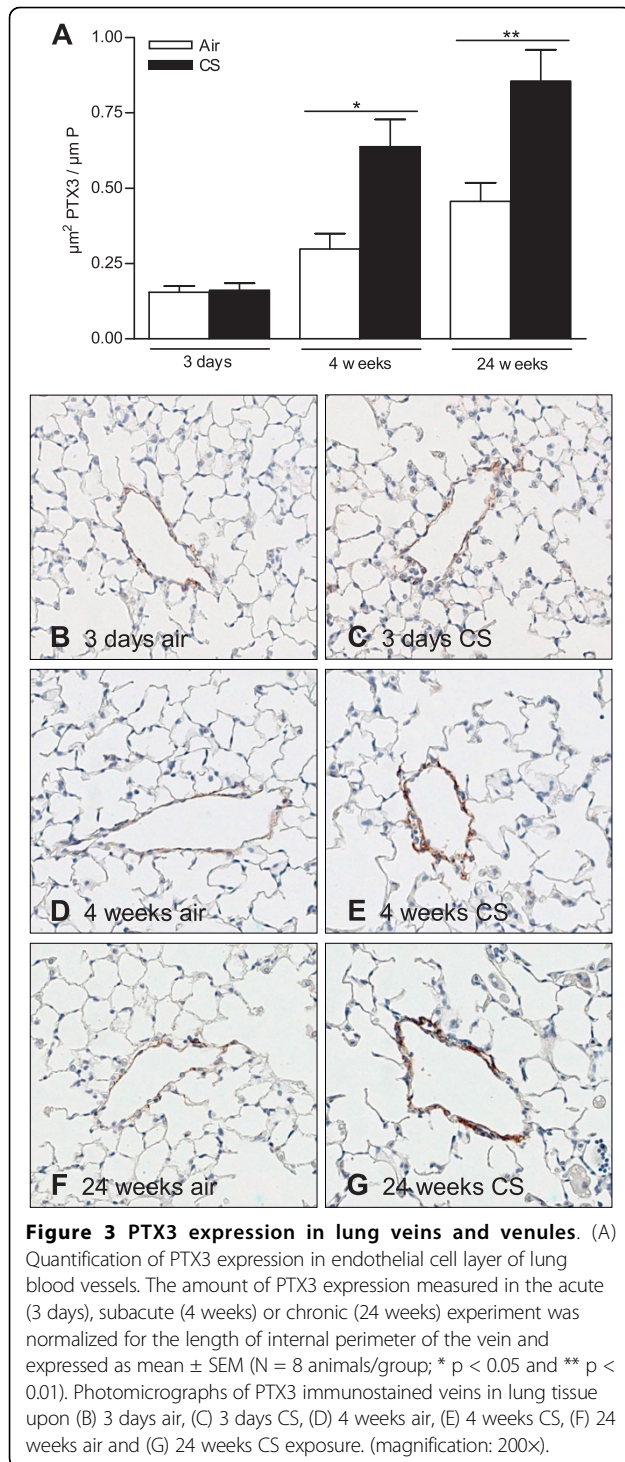 A
1.00
Air
CS
**
0.75
*
0.50
μm² PTX3 / μm P
0.25
0.00
3 days
4 weeks
24 weeks
B 3 days air
C 3 days CS
D 4 weeks air
E 4 weeks CS
F 24 weeks air
G 24 weeks CS
Figure 3 PTX3 expression in lung veins and venules. (A)
Quantification of PTX3 expression in endothelial cell layer of lung
blood vessels. The amount of PTX3 expression measured in the acute
(3 days), subacute (4 weeks) or chronic (24 weeks) experiment was
normalized for the length of internal perimeter of the vein and
expressed as mean ± SEM (N = 8 animals/group; * p < 0.05 and ** p <
0.01). Photomicrographs of PTX3 immunostained veins in lung tissue
upon (B) 3 days air, (C) 3 days CS, (D) 4 weeks air, (E) 4 weeks CS, (F) 24
weeks air and (G) 24 weeks CS exposure. (magnification: 200×).